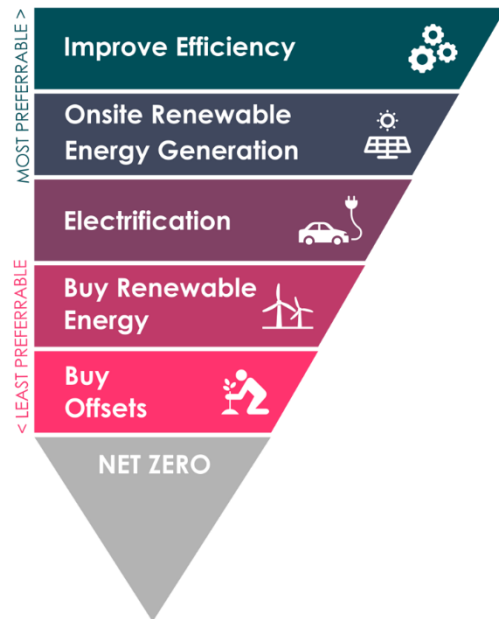 MOST PREFERRABLE >
Improve Efficiency
Onsite Renewable
Energy Generation
Electrification
< LEAST PREFERRABLE
Buy Renewable
Energy
Buy
Offsets
NET ZERO